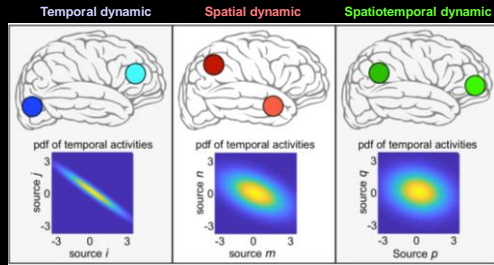 Temporal dynamic
Spatial dynamic
Spatiotemporal dynamic
pdf of temporal activities
3
0
-3
source j
-3 0 3
source i
pdf of temporal activities
3
0
-3
source n
-3 0 3
source m
pdf of temporal activities
3
0
-3
source q
-3 0 3
Source p